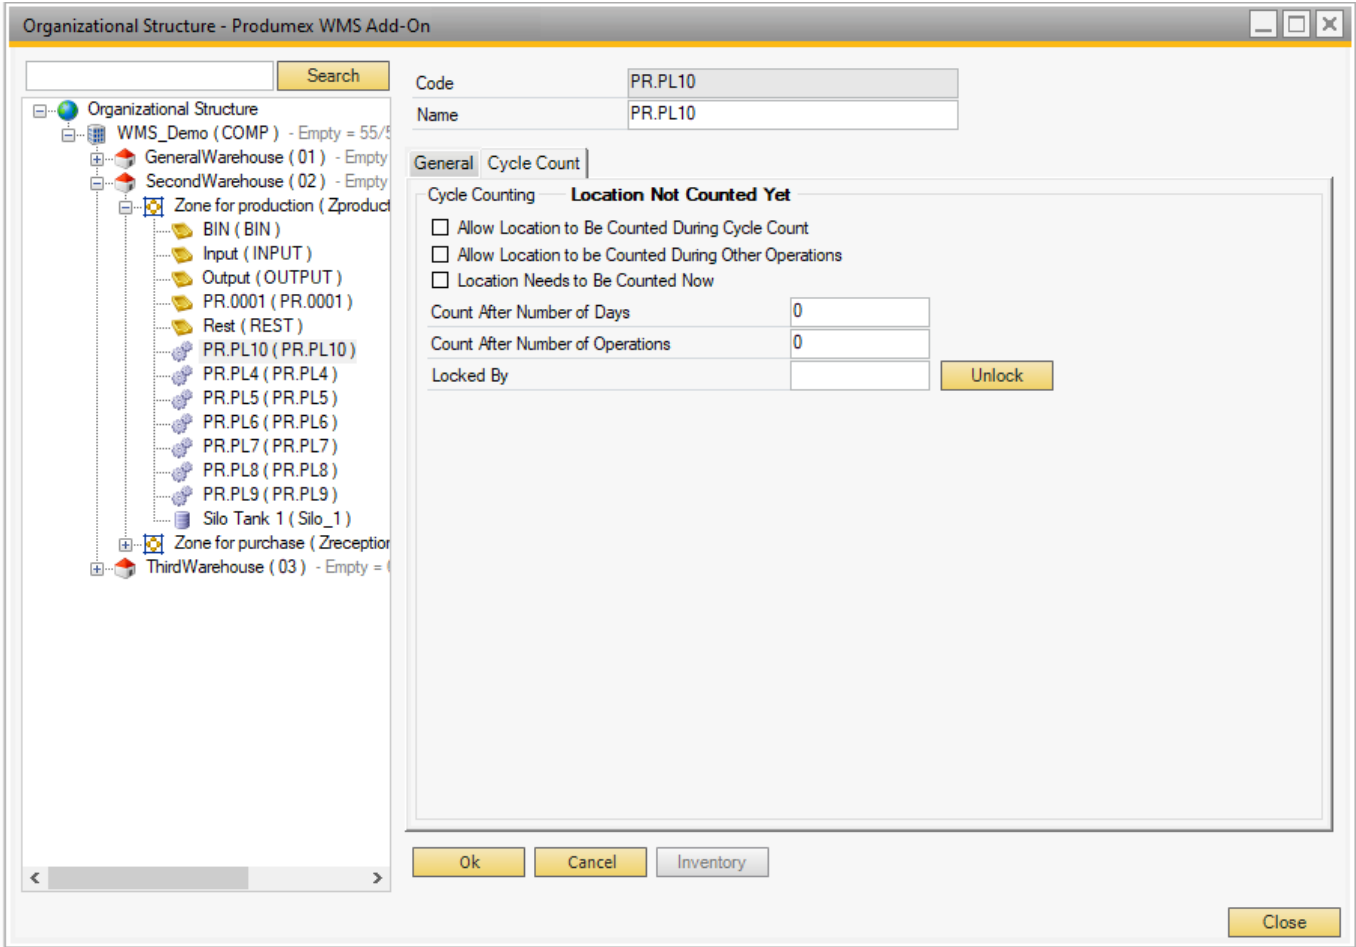 Organizational Structure - Produmex WMS Add-On
Search
Organizational Structure
WMS_Demo ( COMP ) - Empty = 55/5
GeneralWarehouse ( 01 ) - Empty
SecondWarehouse ( 02 ) - Empty
Zone for production ( Zproduct
BIN ( BIN )
Input ( INPUT )
Output ( OUTPUT )
PR.0001 ( PR.0001 )
Rest ( REST )
PR.PL10 ( PR.PL10 )
PR.PL4 ( PR.PL4 )
PR.PL5 ( PR.PL5 )
PR.PL6 ( PR.PL6 )
PR.PL7 ( PR.PL7 )
PR.PL8 ( PR.PL8 )
PR.PL9 ( PR.PL9 )
Silo Tank 1 ( Silo_1 )
Zone for purchase ( Zreception
ThirdWarehouse ( 03 ) - Empty =
Code PR.PL10
Name PR.PL10
General Cycle Count
Cycle Counting Location Not Counted Yet
Allow Location to Be Counted During Cycle Count
Allow Location to be Counted During Other Operations
Location Needs to Be Counted Now
Count After Number of Days 0
Count After Number of Operations 0
Locked By Unlock
Ok Cancel Inventory
Close